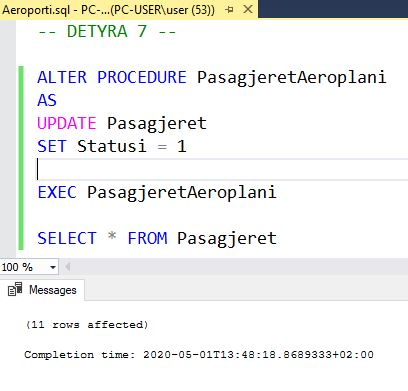 Aeroporti.sql - PC-...(PC-USER\user (53))
-- DETYRA 7 --
ALTER PROCEDURE PasagjeretAeroplani
AS
UPDATE Pasagjeret
SET Statusi = 1
EXEC PasagjeretAeroplani
SELECT * FROM Pasagjeret
100 %
Messages
(11 rows affected)
Completion time: 2020-05-01T13:48:18.8689333+02:00